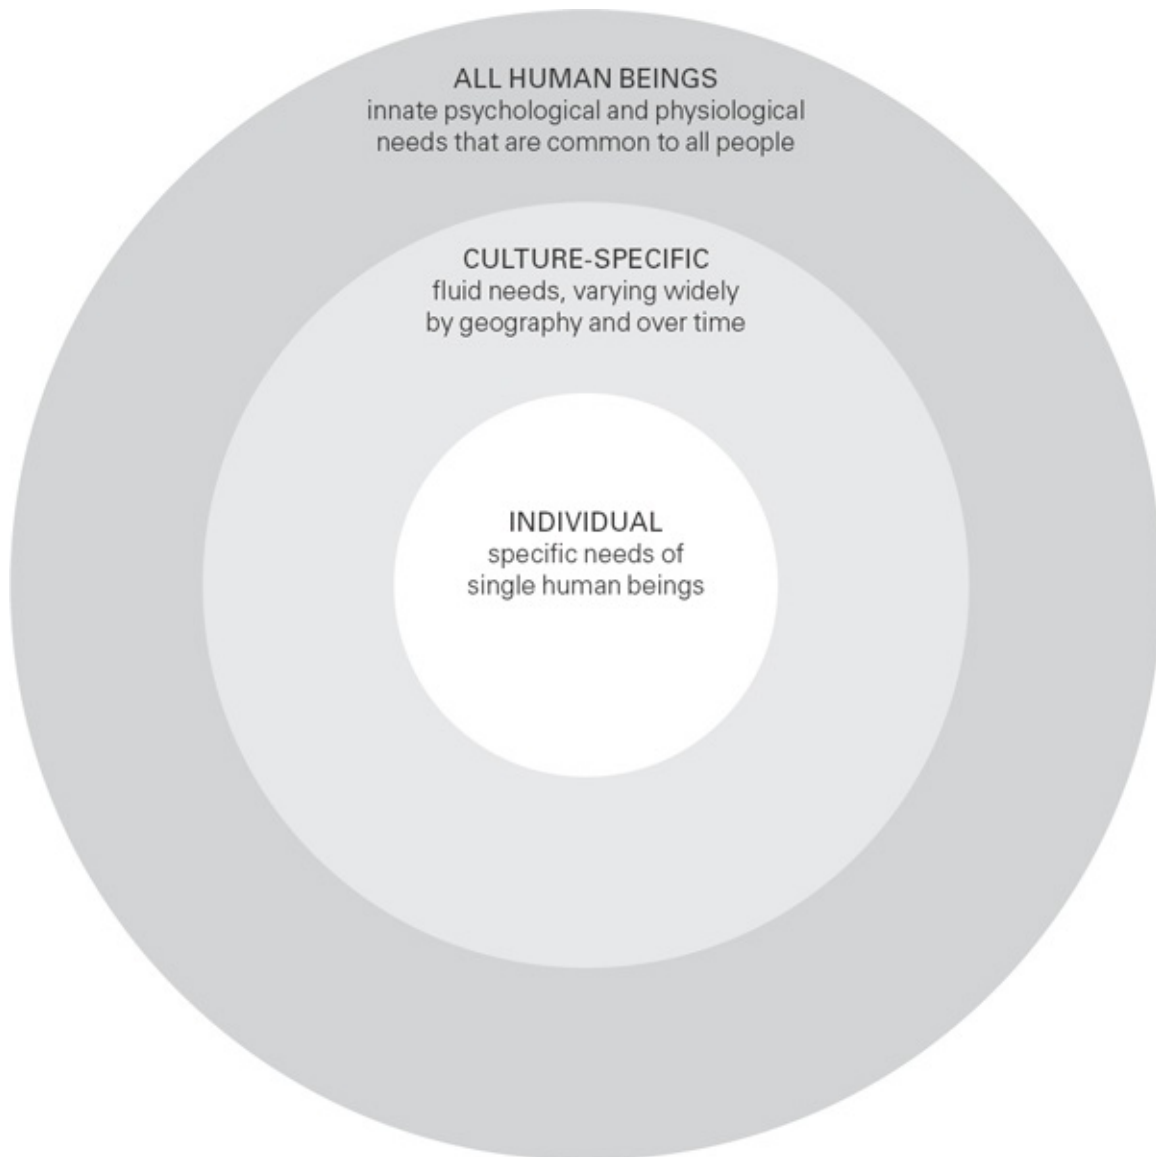 ALL HUMAN BEINGS
innate psychological and physiological
needs that are common to all people
CULTURE-SPECIFIC
fluid needs, varying widely
by geography and over time
INDIVIDUAL
specific needs of
single human beings